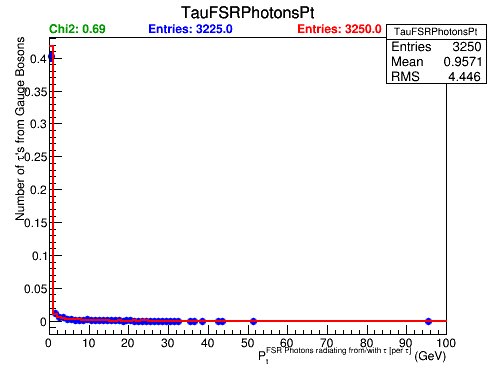 TauFSRPhotonsPt
Chi2: 0.69 Entries: 3225.0 Entries: 3250.0
TauFSRPhotonsPt
Entries 3250
Mean 0.9571
RMS 4.446
Number of τ's from Gauge Bosons
0.4
0.35
0.3
0.25
0.2
0.15
0.1
0.05
0
0 10 20 30 40 50 60 70 80 90 100
P_t^FSR Photons radiating from/with τ [per τ] (GeV)